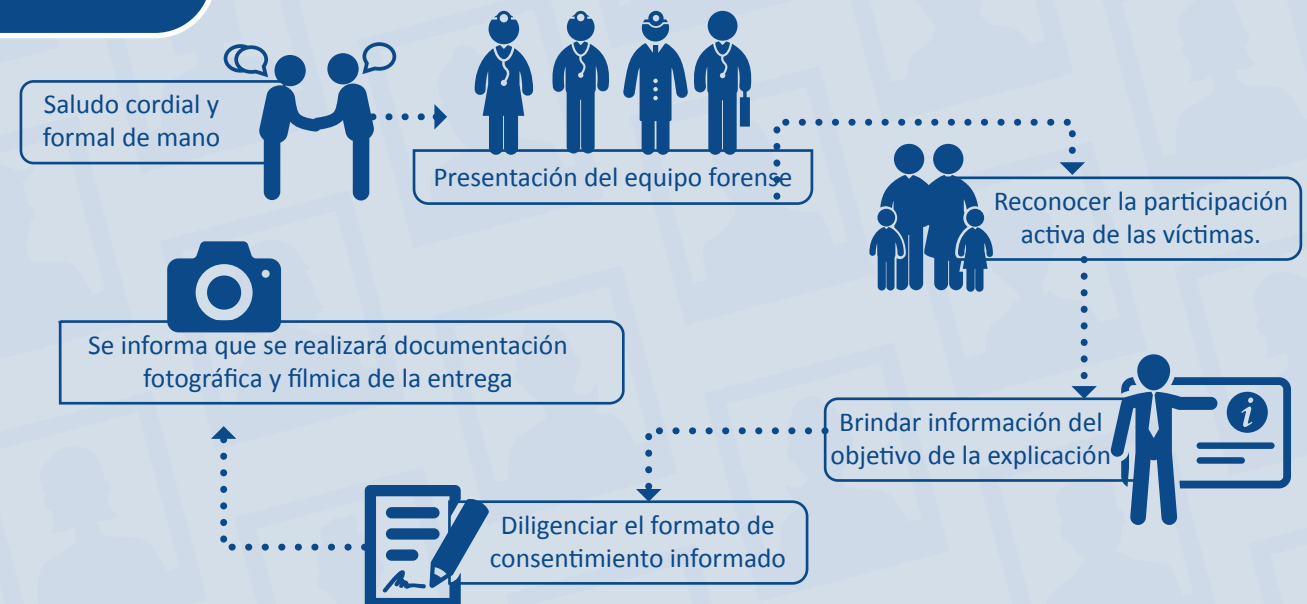 Saludo cordial y
formal de mano
Presentación del equipo forense
Reconocer la participación
activa de las víctimas.
Brindar información del
objetivo de la explicación
Diligenciar el formato de
consentimiento informado
Se informa que se realizará documentación
fotográfica y fílmica de la entrega